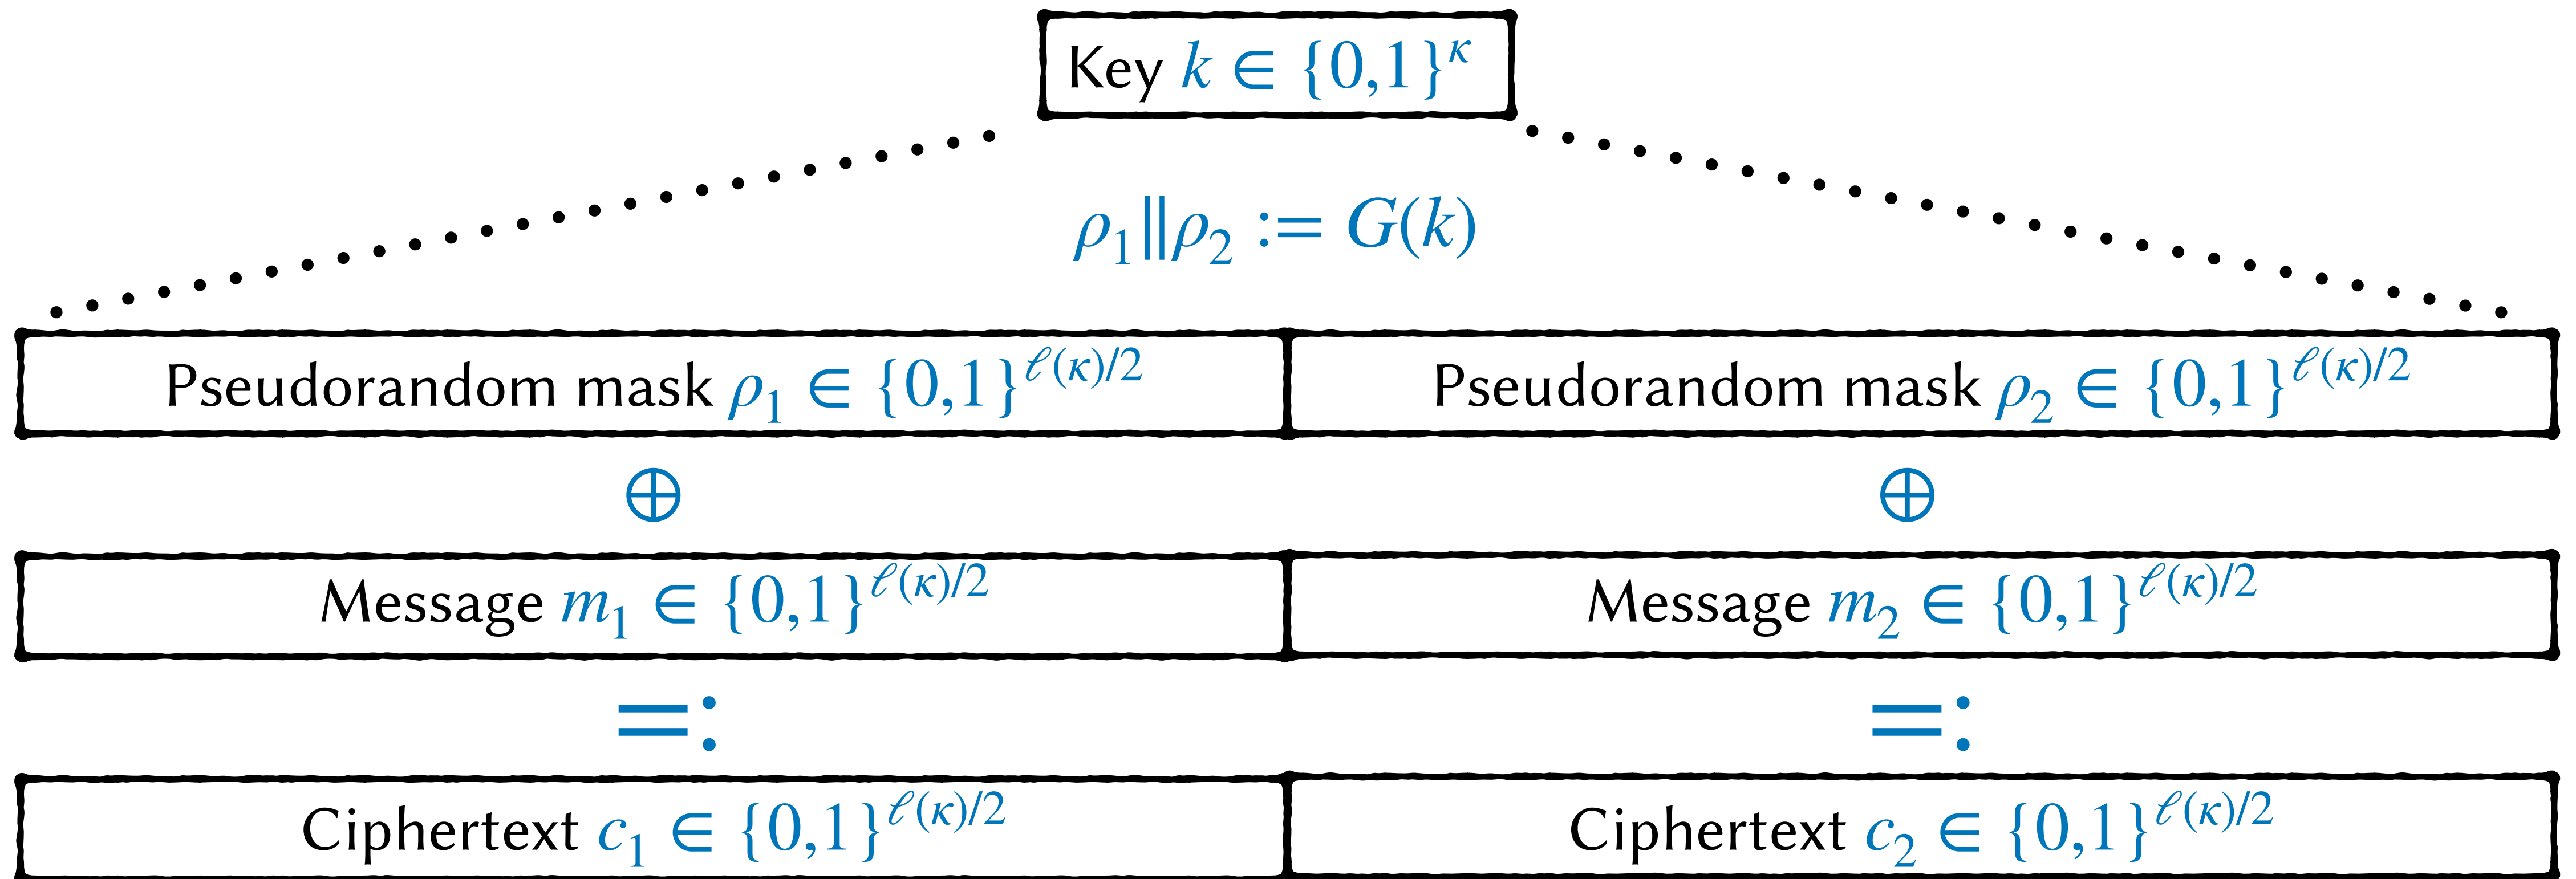 Key k ∈ {0,1}^κ
ρ₁‖ρ₂ := G(k)
Pseudorandom mask ρ₁ ∈ {0,1}^ℓ(κ)/2
Pseudorandom mask ρ₂ ∈ {0,1}^ℓ(κ)/2
⊕
⊕
Message m₁ ∈ {0,1}^ℓ(κ)/2
Message m₂ ∈ {0,1}^ℓ(κ)/2
=:
=:
Ciphertext c₁ ∈ {0,1}^ℓ(κ)/2
Ciphertext c₂ ∈ {0,1}^ℓ(κ)/2